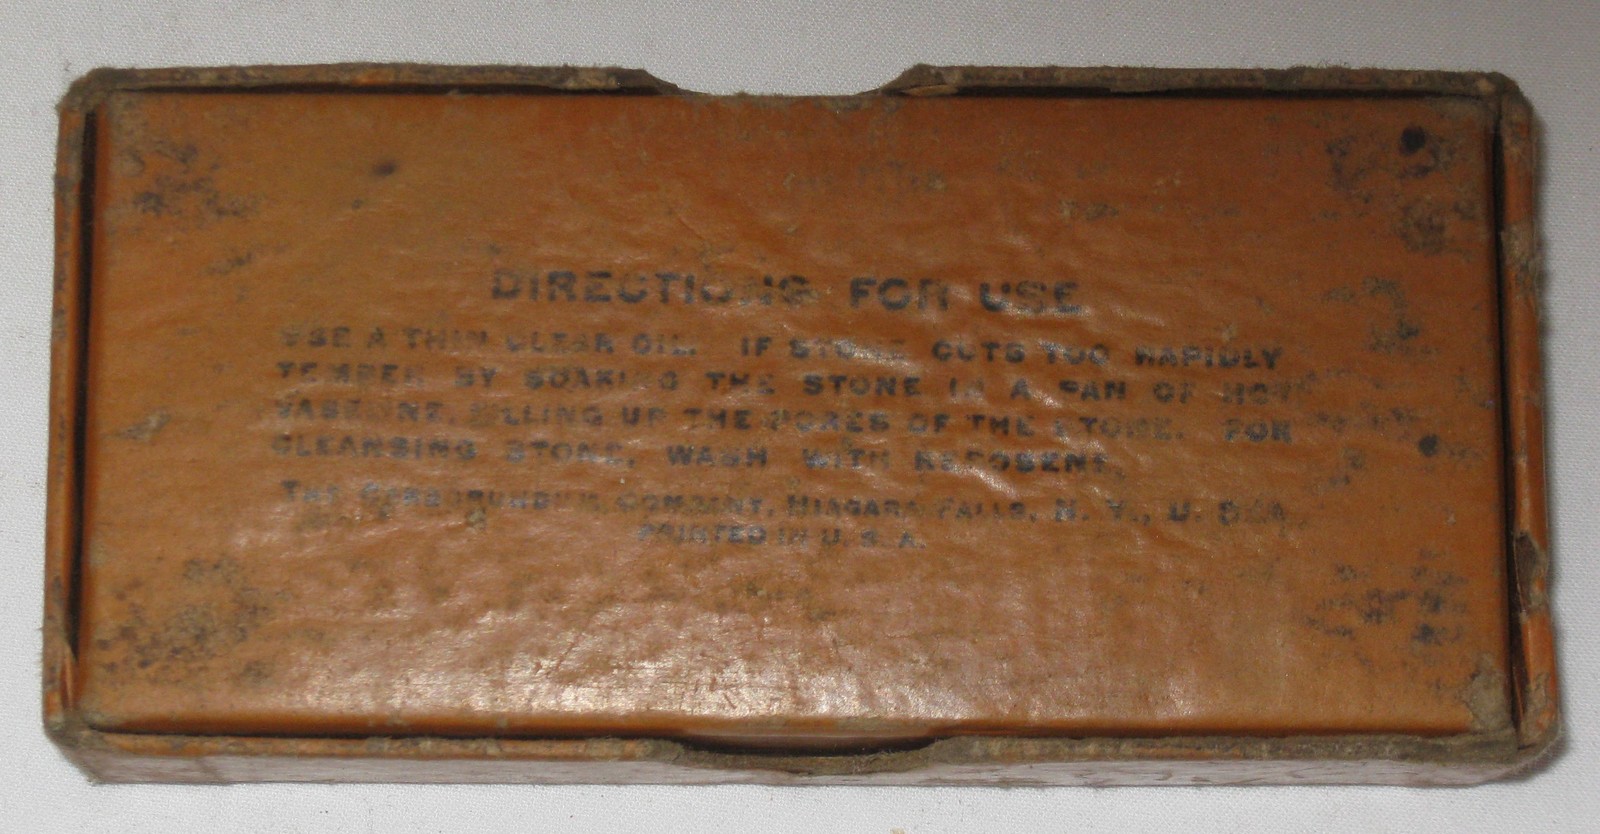 DIRECTIONS FOR USE
USE A THIN CLEAR OIL. IF STONE CUTS TOO RAPIDLY
TEMPER BY SOAKING THE STONE IN A PAN OF HOT
VASELINE, FILLING UP THE PORES OF THE STONE. FOR
CLEANSING STONE, WASH WITH KEROSENE.
THE CARBORUNDUM COMPANY, NIAGARA FALLS, N. Y., U. S. A.
PRINTED IN U. S. A.